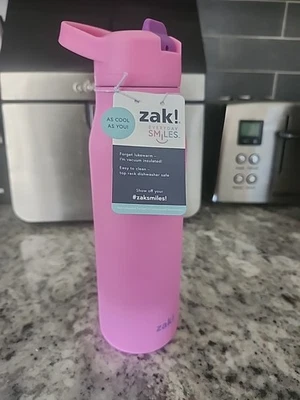 AS COOL
AS YOU!
zak!
EVERYDAY
SMILES.
Forget lukewarm -
I'm vacuum insulated!
Easy to clean -
top rack dishwasher safe
Show off your
#zaksmiles!
zak!